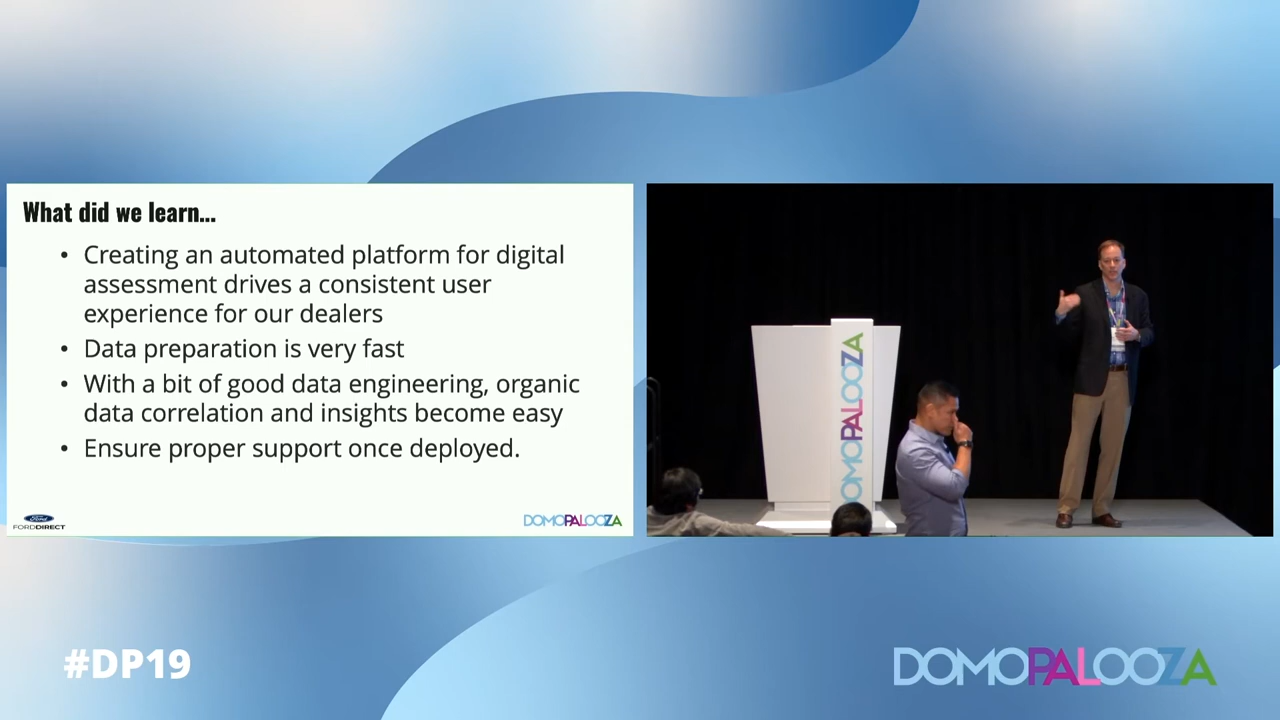 What did we learn...
• Creating an automated platform for digital
assessment drives a consistent user
experience for our dealers
• Data preparation is very fast
• With a bit of good data engineering, organic
data correlation and insights become easy
• Ensure proper support once deployed.
Ford
FORDDIRECT
DOMOPALOOZA
DOMOPALOOZA
#DP19
DOMOPALOOZA